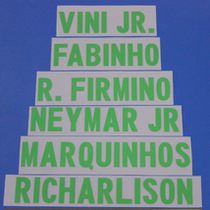 VINI JR.
FABINHO
R. FIRMINO
NEYMAR JR
MARQUINHOS
RICHARLISON